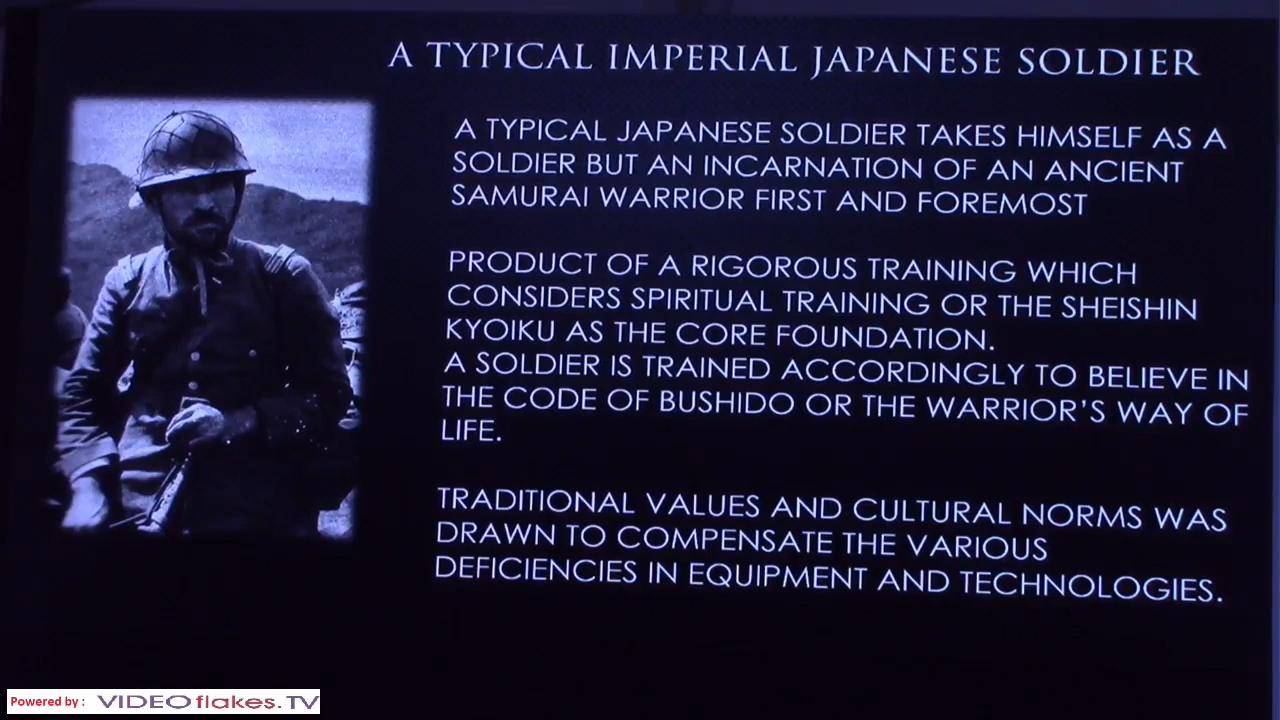 A TYPICAL IMPERIAL JAPANESE SOLDIER
A TYPICAL JAPANESE SOLDIER TAKES HIMSELF AS A
SOLDIER BUT AN INCARNATION OF AN ANCIENT
SAMURAI WARRIOR FIRST AND FOREMOST
PRODUCT OF A RIGOROUS TRAINING WHICH
CONSIDERS SPIRITUAL TRAINING OR THE SHEISHIN
KYOIKU AS THE CORE FOUNDATION.
A SOLDIER IS TRAINED ACCORDINGLY TO BELIEVE IN
THE CODE OF BUSHIDO OR THE WARRIOR'S WAY OF
LIFE.
TRADITIONAL VALUES AND CULTURAL NORMS WAS
DRAWN TO COMPENSATE THE VARIOUS
DEFICIENCIES IN EQUIPMENT AND TECHNOLOGIES.
Powered by : VIDEOflakes.TV